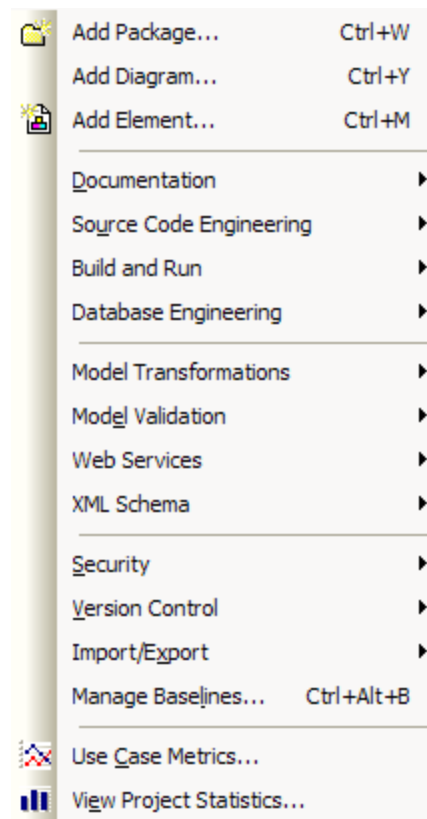 Add Package... Ctrl+W
Add Diagram... Ctrl+Y
Add Element... Ctrl+M
Documentation
Source Code Engineering
Build and Run
Database Engineering
Model Transformations
Model Validation
Web Services
XML Schema
Security
Version Control
Import/Export
Manage Baselines... Ctrl+Alt+B
Use Case Metrics...
View Project Statistics...